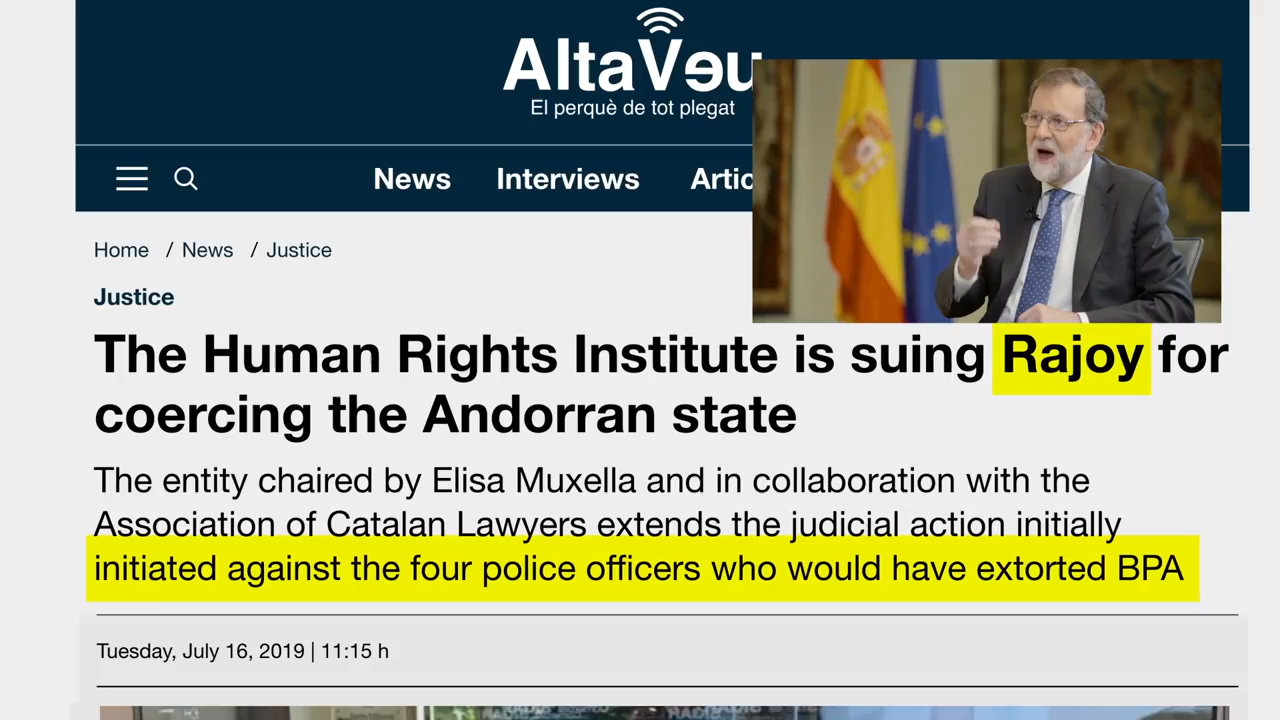 AltaVeu
El perquè de tot plegat
News Interviews
Home / News / Justice
Justice
The Human Rights Institute is suing Rajoy for
coercing the Andorran state
The entity chaired by Elisa Muxella and in collaboration with the
Association of Catalan Lawyers extends the judicial action initially
initiated against the four police officers who would have extorted BPA
Tuesday, July 16, 2019 | 11:15 h